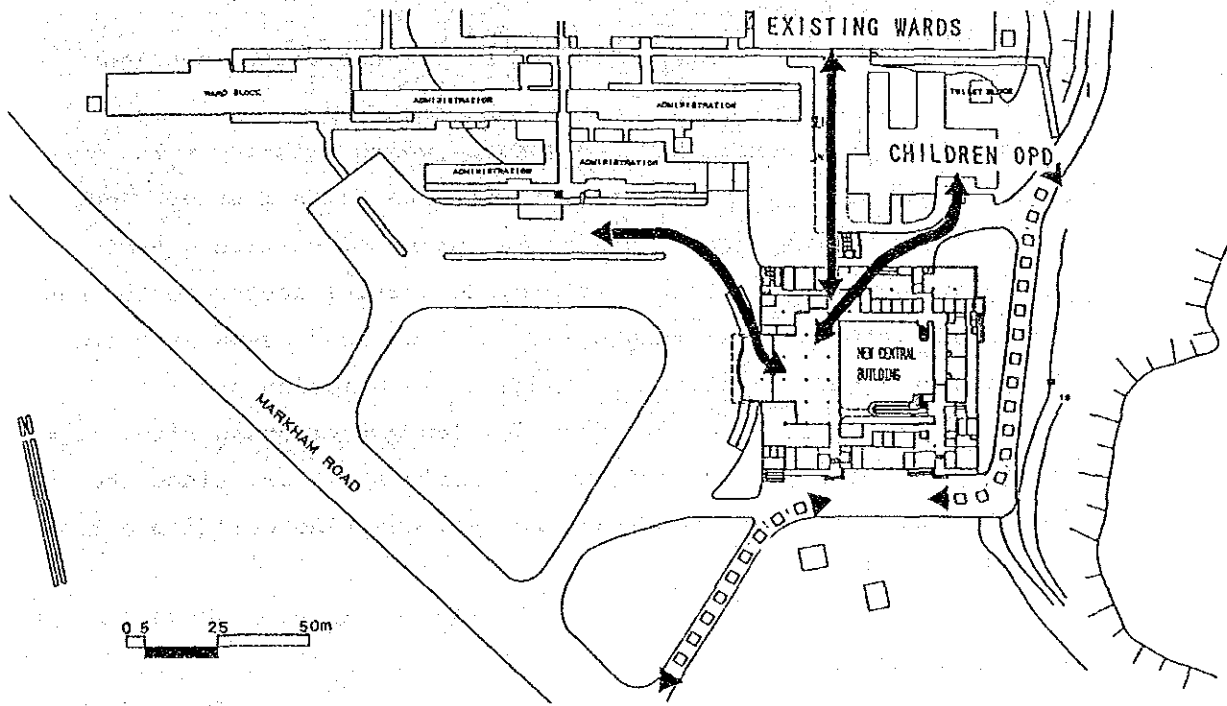 EXISTING WARDS
WARD BLOCK
ADMINISTRATION
ADMINISTRATION
TOILET BLOCK
CHILDREN OPD
ADMINISTRATION
ADMINISTRATION
NEW CENTRAL
BUILDING
MARKHAM ROAD
N
0 5 25 50m